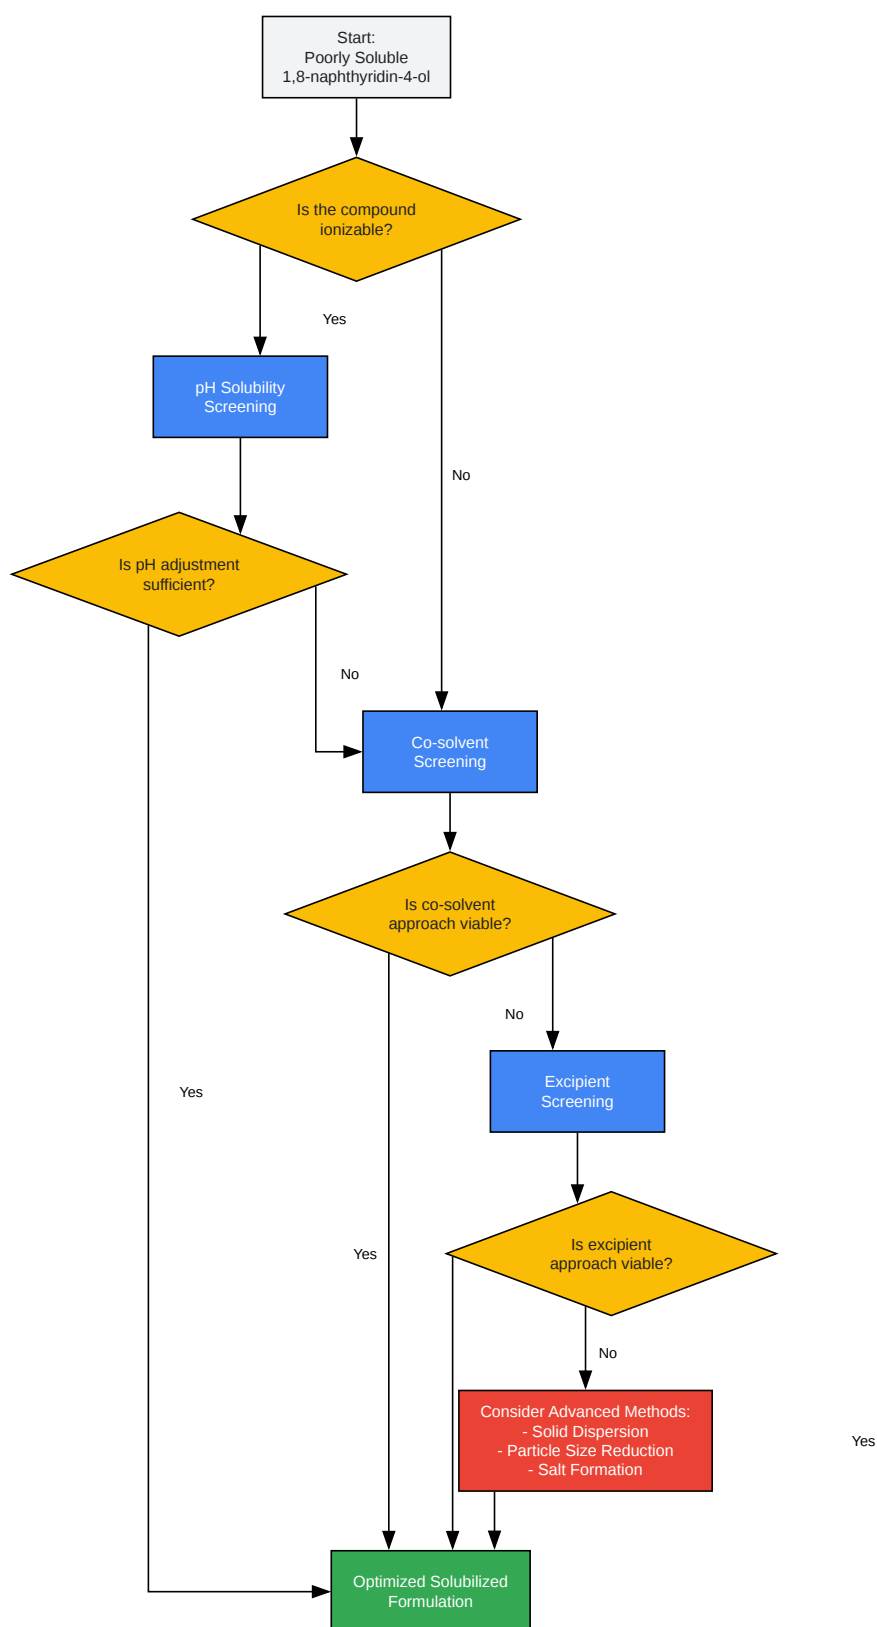 Start:
Poorly Soluble
1,8-naphthyridin-4-ol
Is the compound
ionizable?
Yes
pH Solubility
Screening
No
Is pH adjustment
sufficient?
No
Co-solvent
Screening
Is co-solvent
approach viable?
No
Excipient
Screening
Yes
Yes
Is excipient
approach viable?
No
Consider Advanced Methods:
- Solid Dispersion
- Particle Size Reduction
- Salt Formation
Yes
Optimized Solubilized
Formulation